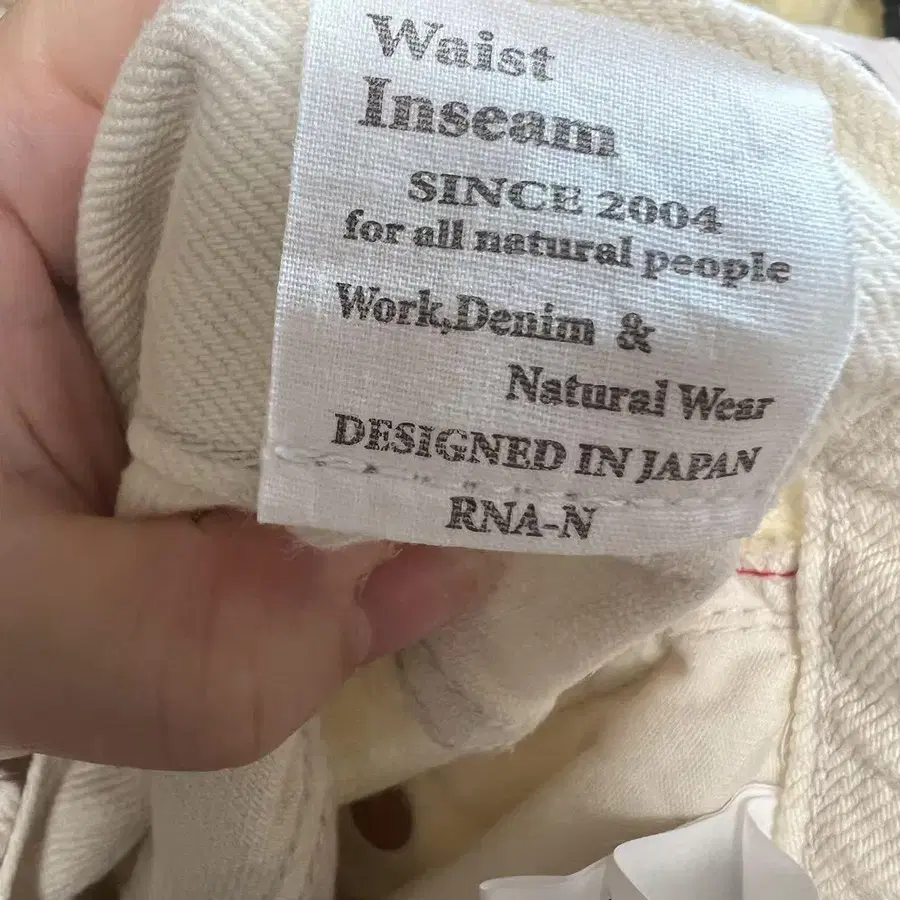 Waist
Inseam
SINCE 2004
for all natural people
Work,Denim &
Natural Wear
DESIGNED IN JAPAN
RNA-N